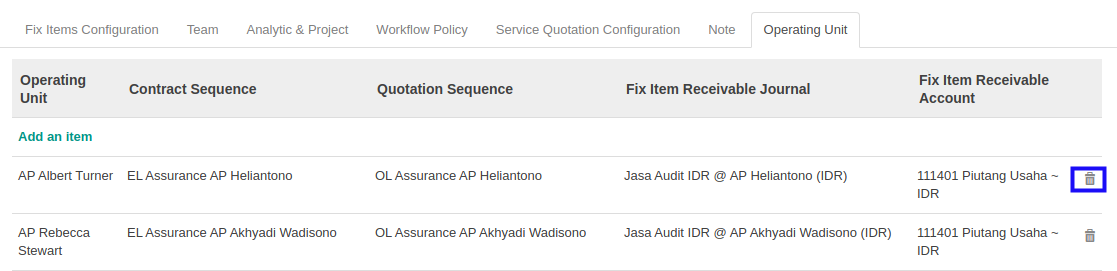 Fix Items Configuration Team Analytic & Project Workflow Policy Service Quotation Configuration Note Operating Unit
Operating Unit Contract Sequence Quotation Sequence Fix Item Receivable Journal Fix Item Receivable Account
Add an item
AP Albert Turner EL Assurance AP Heliantono OL Assurance AP Heliantono Jasa Audit IDR @ AP Heliantono (IDR) 111401 Piutang Usaha ~ IDR
AP Rebecca Stewart EL Assurance AP Akhyadi Wadisono OL Assurance AP Akhyadi Wadisono Jasa Audit IDR @ AP Akhyadi Wadisono (IDR) 111401 Piutang Usaha ~ IDR